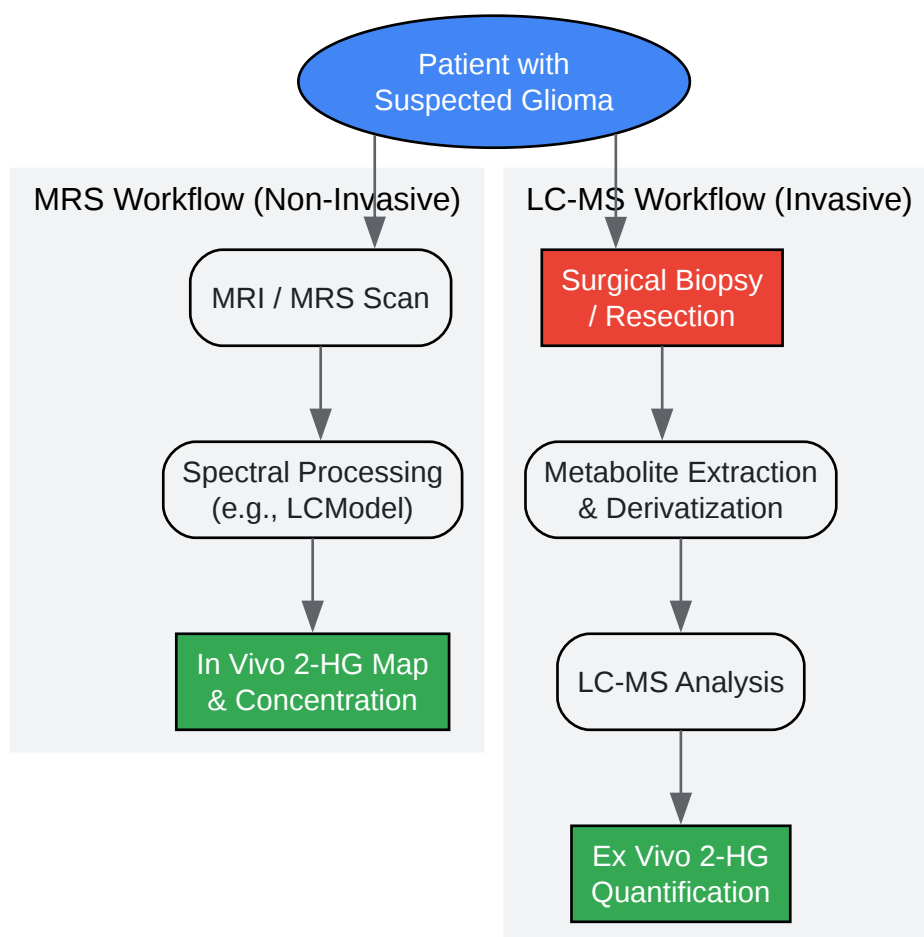 Patient with
Suspected Glioma
MRS Workflow (Non-Invasive)
MRI / MRS Scan
Spectral Processing
(e.g., LCModel)
In Vivo 2-HG Map
& Concentration
LC-MS Workflow (Invasive)
Surgical Biopsy
/ Resection
Metabolite Extraction
& Derivatization
LC-MS Analysis
Ex Vivo 2-HG
Quantification